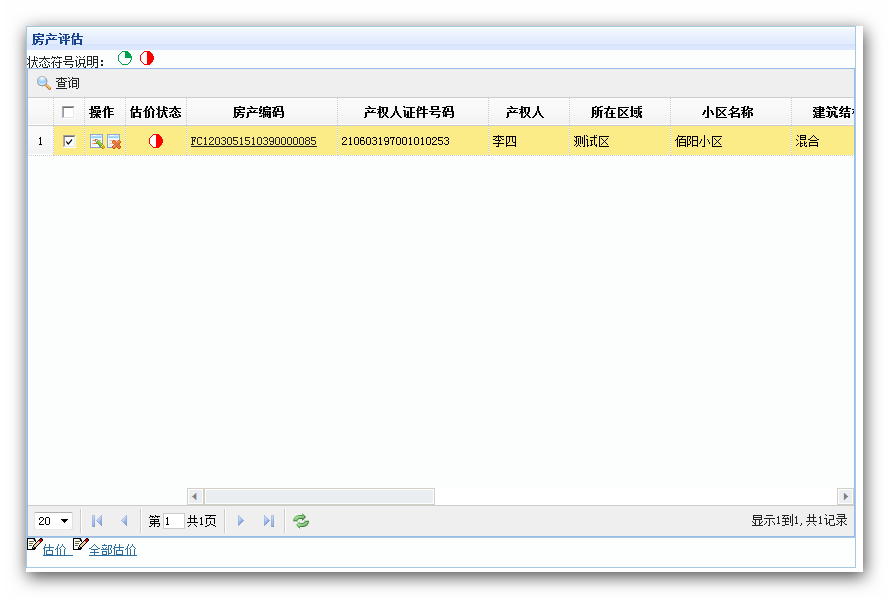 房产评估
状态符号说明：
查询
操作 估价状态 房产编码 产权人证件号码 产权人 所在区域 小区名称 建筑结构
1 FC1203051510390000085 210603197001010253 李四 测试区 佰阳小区 混合
20 第 1 共1页 显示1到1,共1记录
估价 全部估价